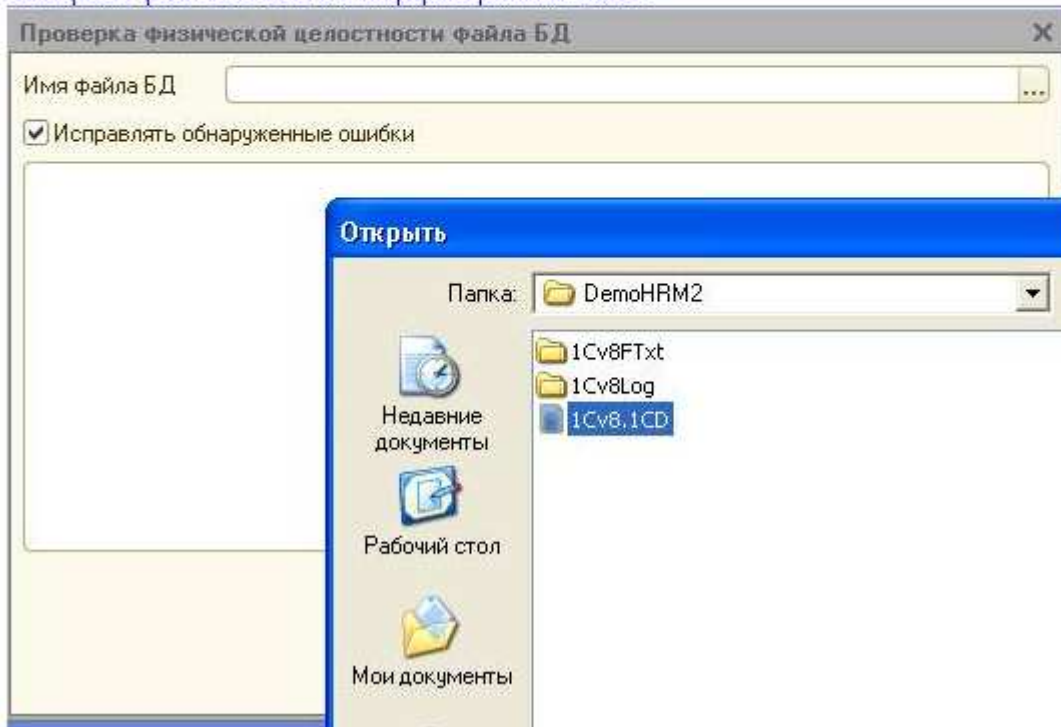 Проверка физической целостности файла БД
Имя файла БД
...
Исправлять обнаруженные ошибки
Открыть
Папка:
DemoHRM2
1Cv8FTxt
1Cv8Log
1Cv8.1CD
Недавние
документы
Рабочий стол
Мои документы